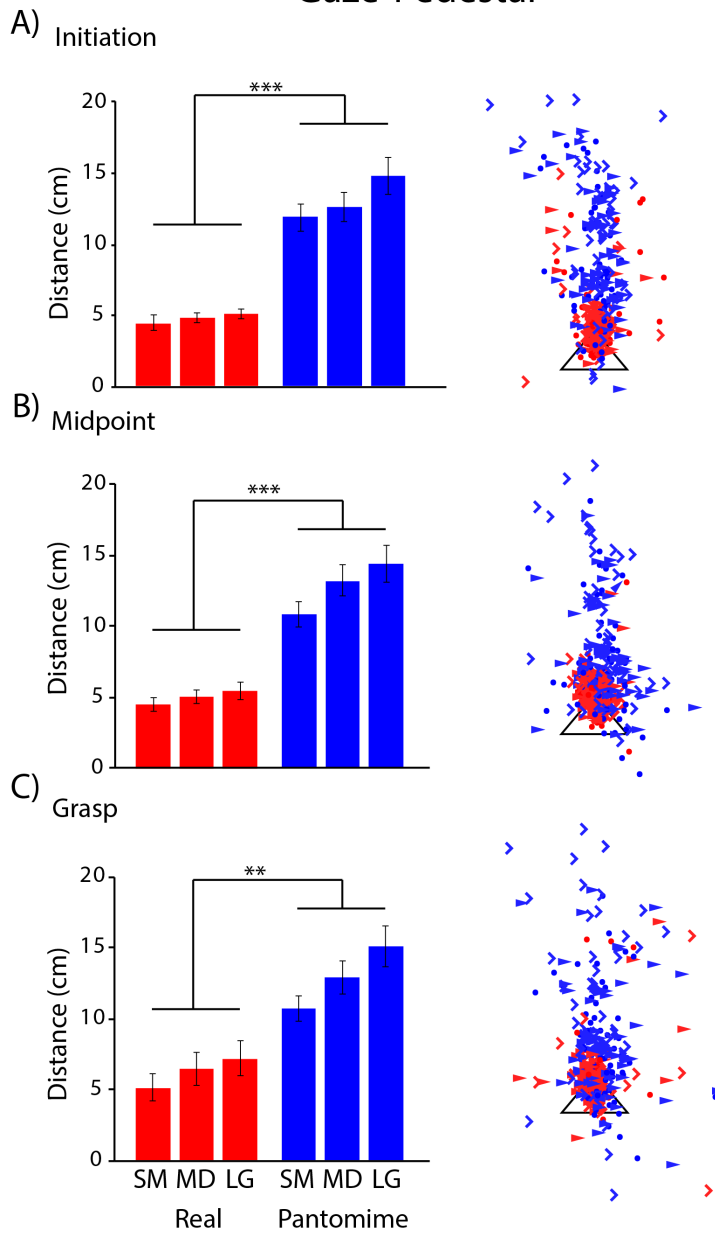 A)
Initiation
***
20
15
10
5
0
Distance (cm)
B)
Midpoint
***
20
15
10
5
0
Distance (cm)
C)
Grasp
**
20
15
10
5
0
Distance (cm)
SM MD LG SM MD LG
Real Pantomime